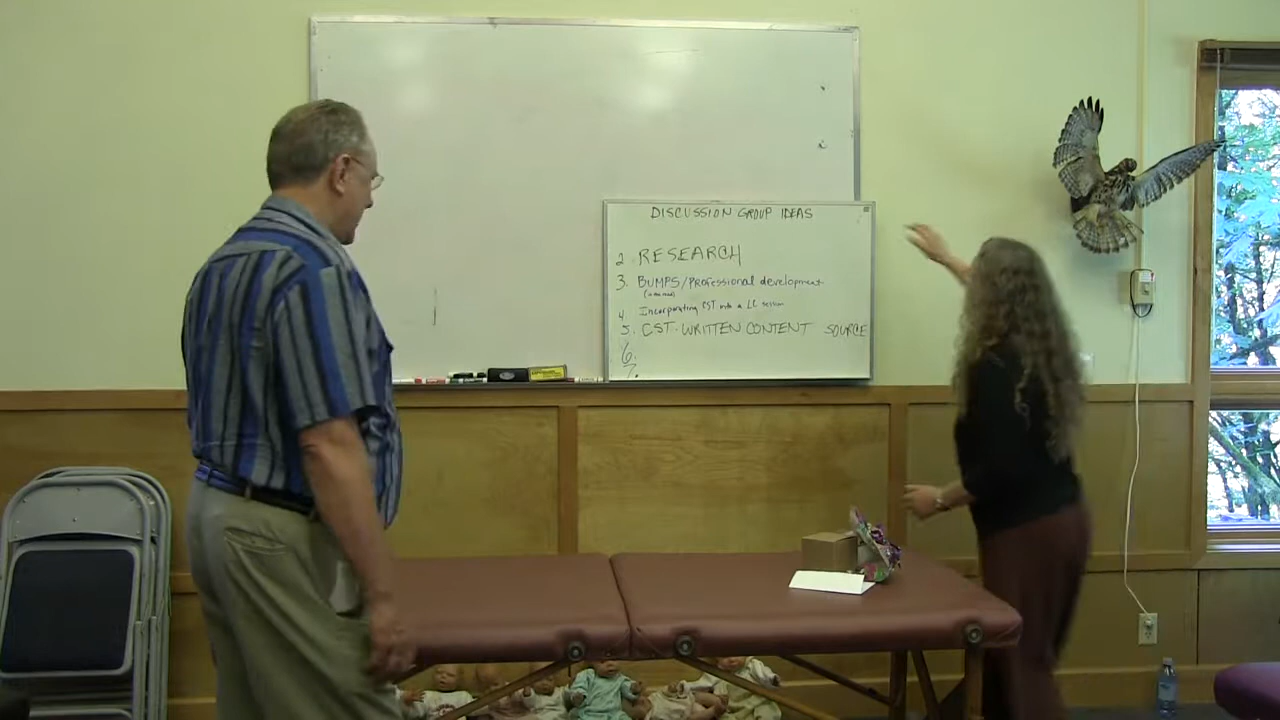 DISCUSSION GROUP IDEAS
2. RESEARCH
3. BUMPS/Professional development
4. Incorporating CST into a LC session
5. CST-WRITTEN CONTENT SOURCE
6.
7.